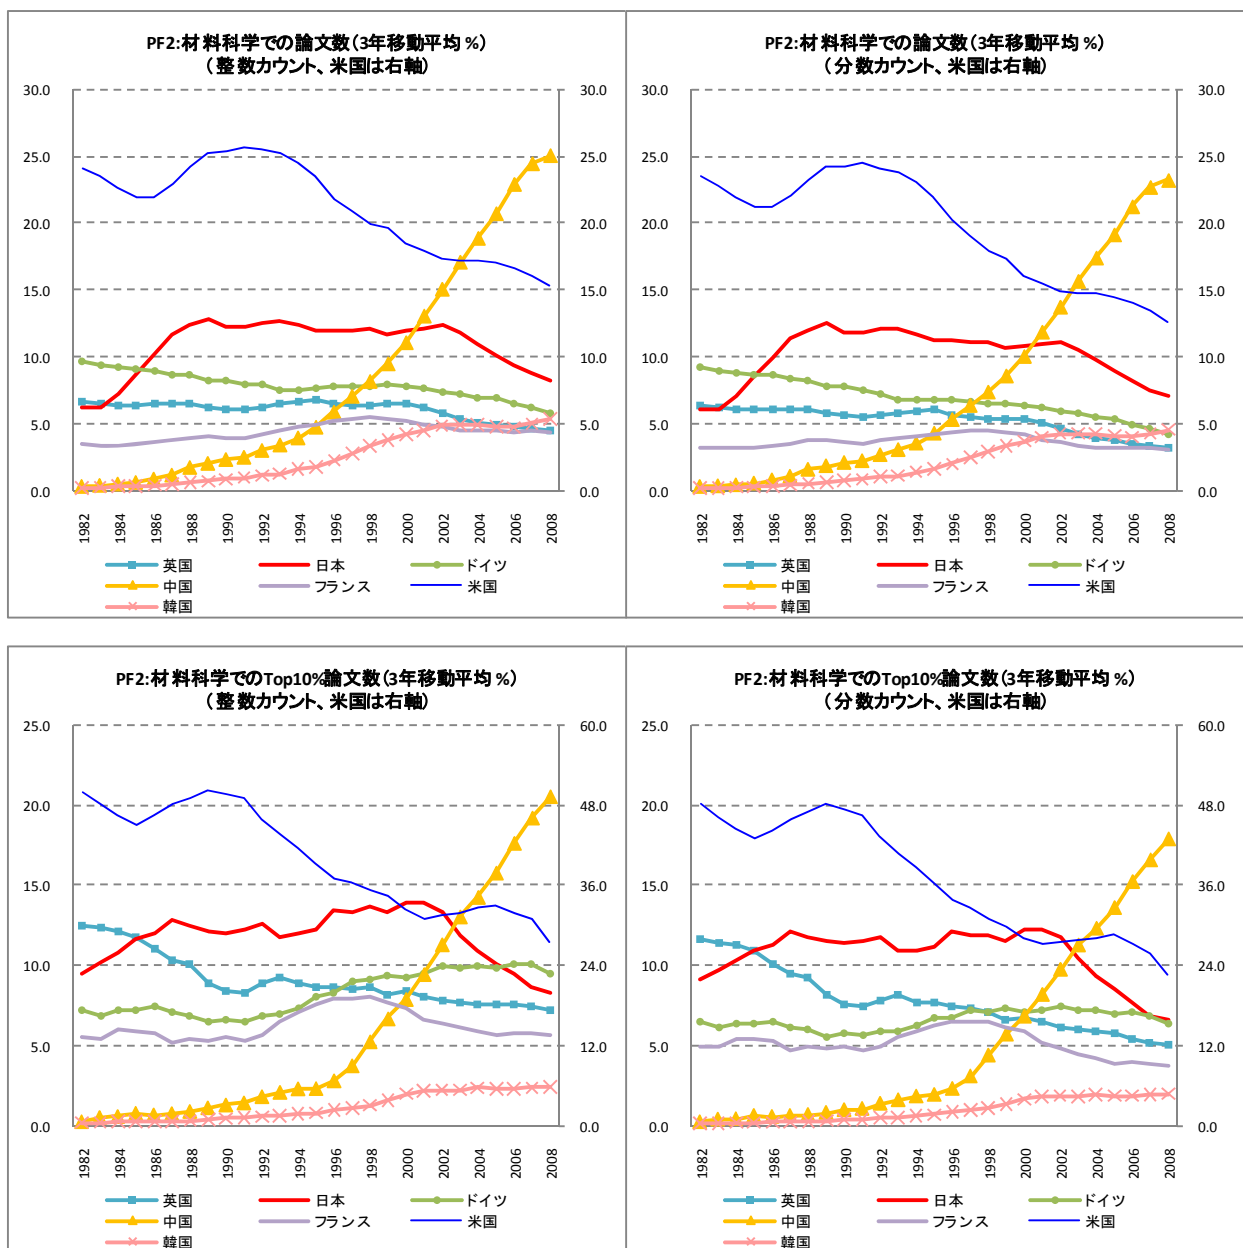 PF2:材料科学での論文数(3年移動平均 %)
(整数カウント、米国は右軸)
30.0 30.0
25.0 25.0
20.0 20.0
15.0 15.0
10.0 10.0
5.0 5.0
0.0 0.0
1982 1984 1986 1988 1990 1992 1994 1996 1998 2000 2002 2004 2006 2008
英国 日本 ドイツ
中国 フランス 米国
韓国
PF2:材料科学での論文数(3年移動平均 %)
(分数カウント、米国は右軸)
30.0 30.0
25.0 25.0
20.0 20.0
15.0 15.0
10.0 10.0
5.0 5.0
0.0 0.0
1982 1984 1986 1988 1990 1992 1994 1996 1998 2000 2002 2004 2006 2008
英国 日本 ドイツ
中国 フランス 米国
韓国
PF2:材料科学でのTop10%論文数(3年移動平均 %)
(整数カウント、米国は右軸)
25.0 60.0
20.0 48.0
15.0 36.0
10.0 24.0
5.0 12.0
0.0 0.0
1982 1984 1986 1988 1990 1992 1994 1996 1998 2000 2002 2004 2006 2008
英国 日本 ドイツ
中国 フランス 米国
韓国
PF2:材料科学でのTop10%論文数(3年移動平均 %)
(分数カウント、米国は右軸)
25.0 60.0
20.0 48.0
15.0 36.0
10.0 24.0
5.0 12.0
0.0 0.0
1982 1984 1986 1988 1990 1992 1994 1996 1998 2000 2002 2004 2006 2008
英国 日本 ドイツ
中国 フランス 米国
韓国